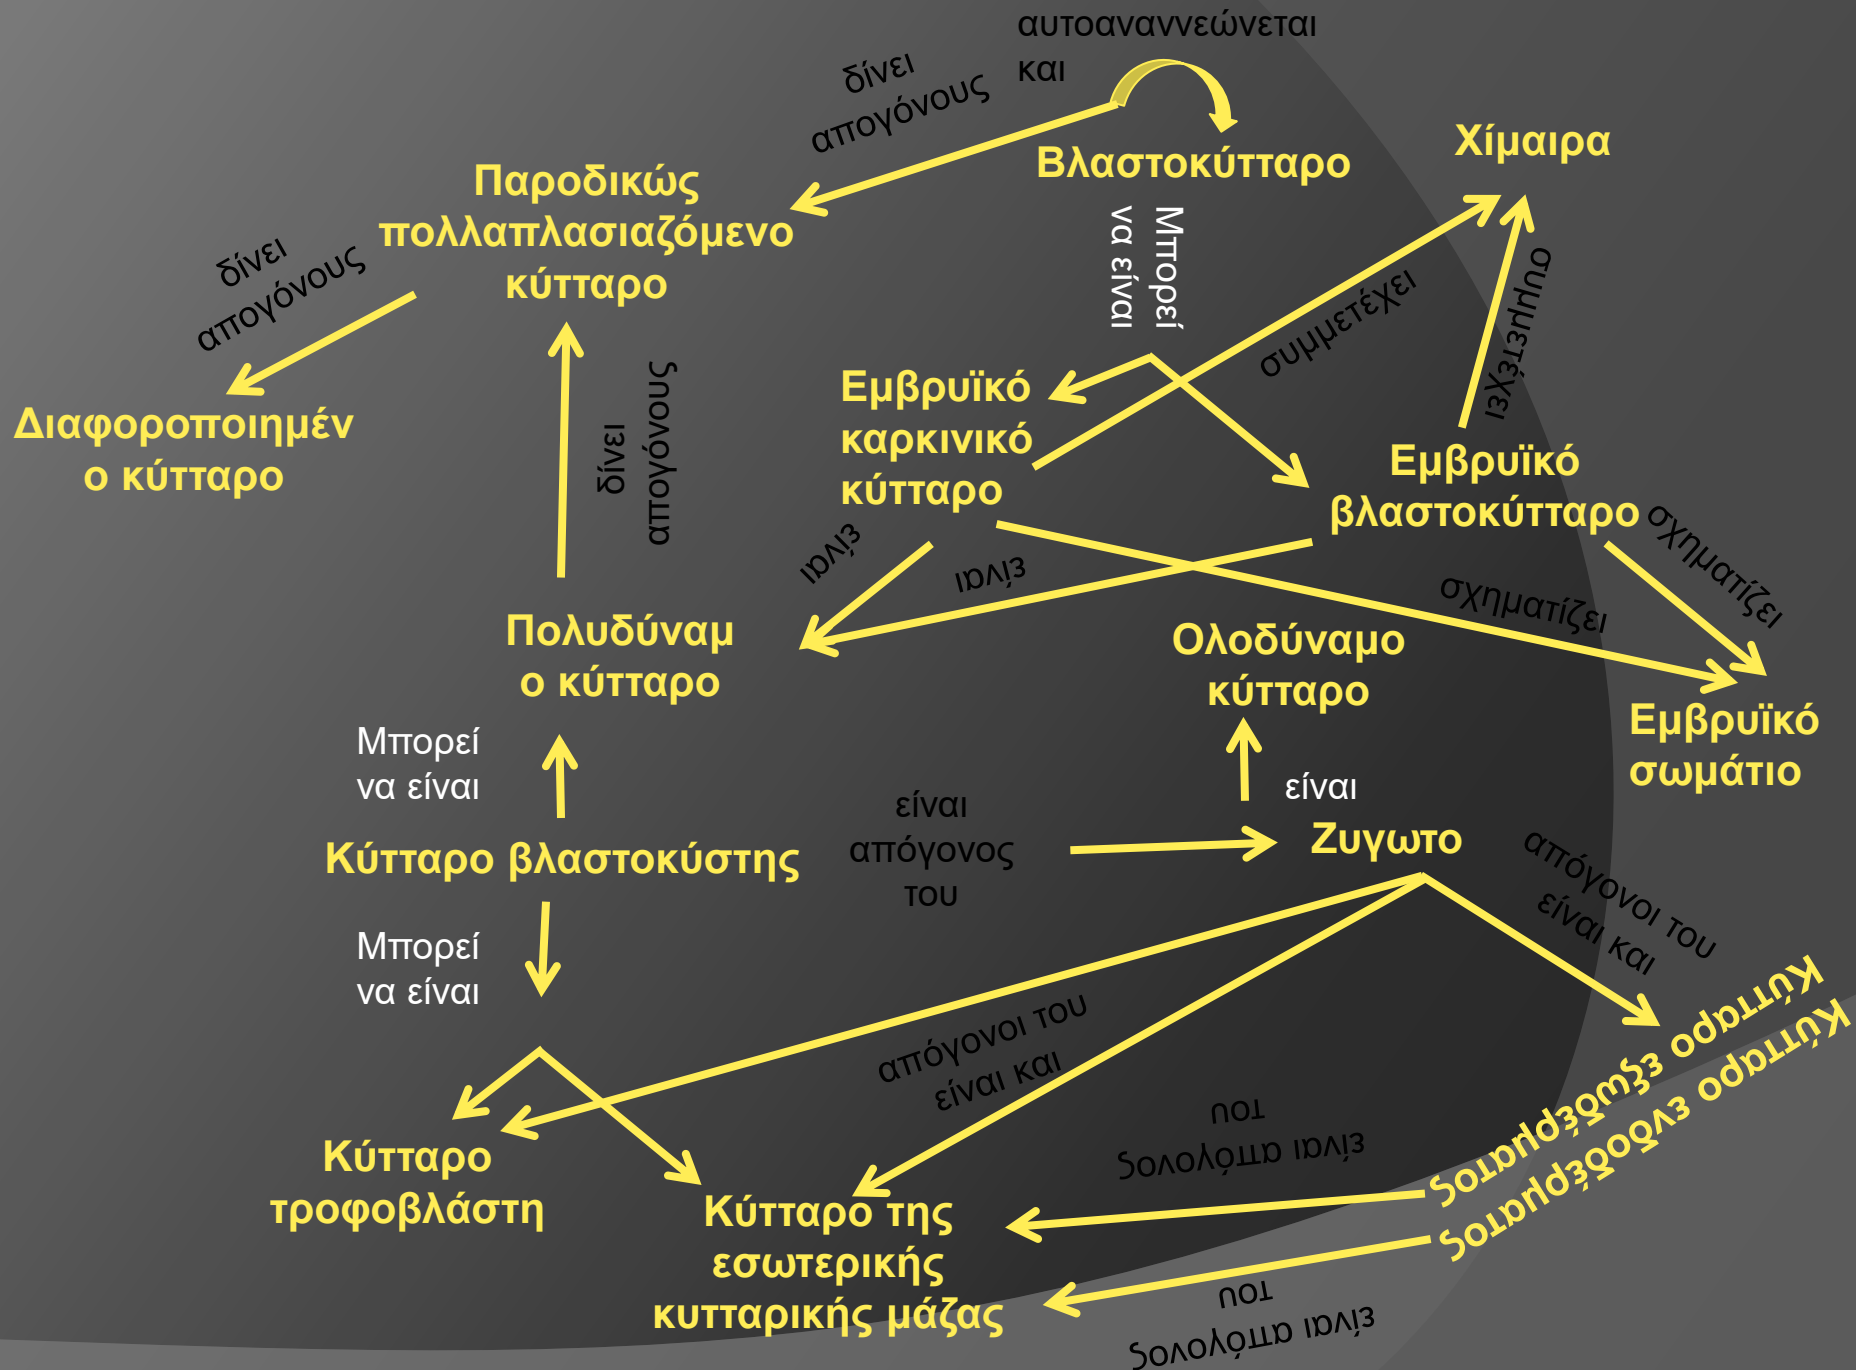 αυτοαναννεώνεται
και
δίνει
απογόνους
Βλαστοκύτταρο
Χίμαιρα
Παροδικώς
πολλαπλασιαζόμενο
κύτταρο
Μπορεί
να είναι
δίνει
απογόνους
συμμετέχει
συμμετέχει
Διαφοροποιημέν
ο κύτταρο
δίνει
απογόνους
Εμβρυϊκό
καρκινικό
κύτταρο
Εμβρυϊκό
βλαστοκύτταρο
είναι
είναι
σχηματίζει
σχηματίζει
Πολυδύναμ
ο κύτταρο
Ολοδύναμο
κύτταρο
Εμβρυϊκό
σωμάτιο
Μπορεί
να είναι
είναι
Κύτταρο βλαστοκύστης
είναι
απόγονος
του
Ζυγωτο
απόγονοι του
είναι και
Μπορεί
να είναι
απόγονοι του
είναι και
Κύτταρο εξωδέρματος
Κύτταρο ενδοδέρματος
Κύτταρο
τροφοβλάστη
είναι απόγονος
του
Κύτταρο της
εσωτερικής
κυτταρικής μάζας
είναι απόγονος
του